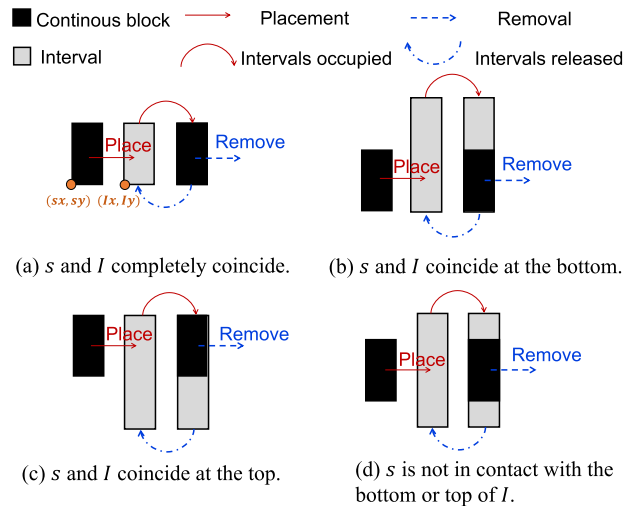 Continous block
Placement
Removal
Interval
Intervals occupied
Intervals released
Place
Remove
(sx, sy) (Ix, Iy)
Place
Remove
(a) s and I completely coincide.
(b) s and I coincide at the bottom.
Place
Remove
Place
Remove
(c) s and I coincide at the top.
(d) s is not in contact with the
bottom or top of I.